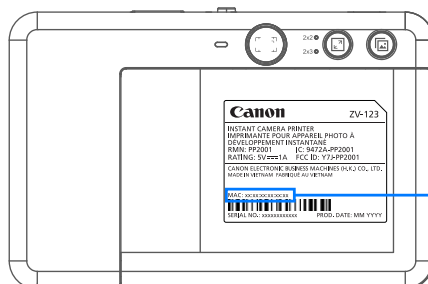 2x2
2x3
Canon ZV-123
INSTANT CAMERA PRINTER
IMPRIMANTE POUR APPAREIL PHOTO À
DÉVELOPPEMENT INSTANTANÉ
RMN: PP2001 IC: 9472A-PP2001
RATING: 5V⎓1A FCC ID: Y7J-PP2001
CANON ELECTRONIC BUSINESS MACHINES (H.K.) CO., LTD.
MADE IN VIETNAM FABRIQUÉ AU VIETNAM
MAC: xx:xx:xx:xx:xx:xx
SERIAL NO.: xxxxxxxxxxxx PROD. DATE: MM YYYY